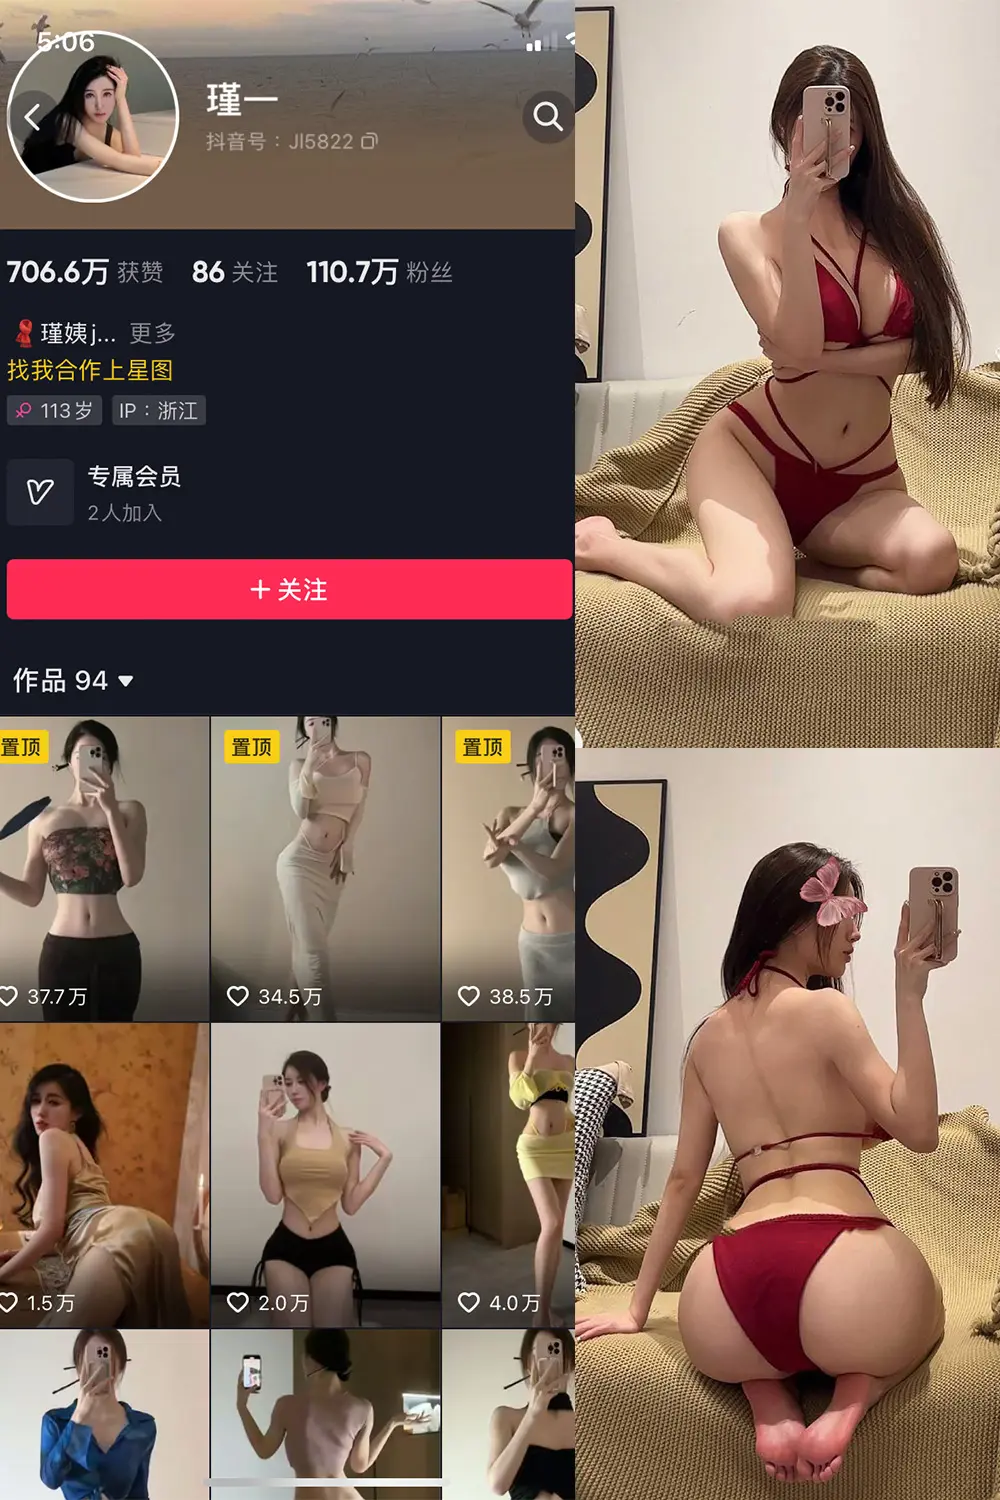 5:06
瑾一
抖音号：JI5822
706.6万 获赞 86 关注 110.7万 粉丝
瑾姨j... 更多
找我合作上星图
113岁 IP：浙江
专属会员
2人加入
+ 关注
作品 94
置顶 置顶 置顶
37.7万 34.5万 38.5万
1.5万 2.0万 4.0万